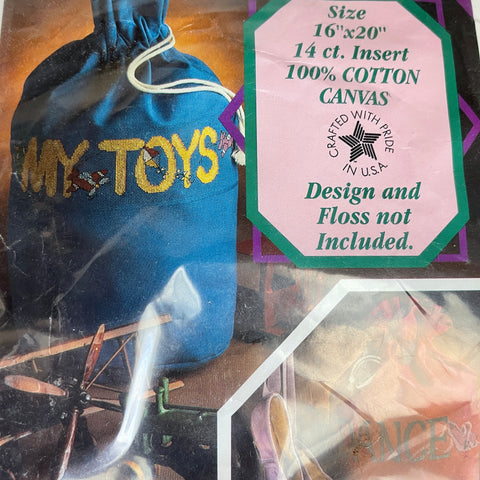 Size
16"x20"
14 ct. Insert
100% COTTON
CANVAS
CRAFTED WITH PRIDE
IN U.S.A.
Design and
Floss not
Included.
MY TOYS
ANCE